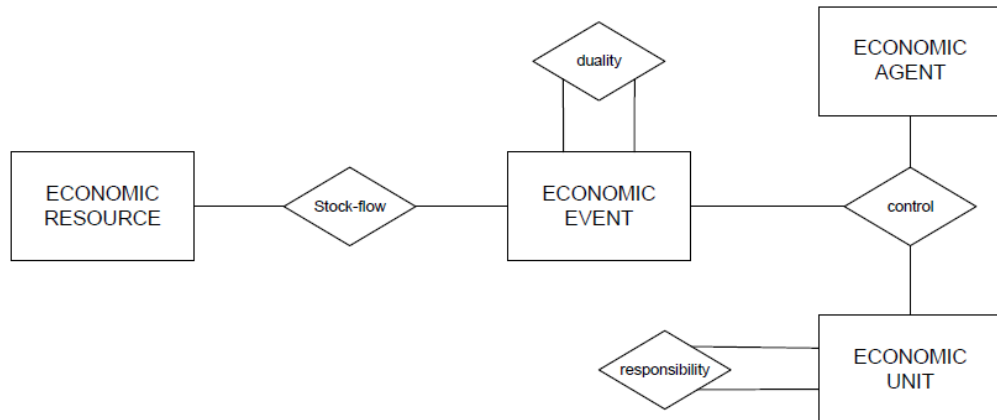 duality
ECONOMIC
AGENT
ECONOMIC
RESOURCE
Stock-flow
ECONOMIC
EVENT
control
responsibility
ECONOMIC
UNIT